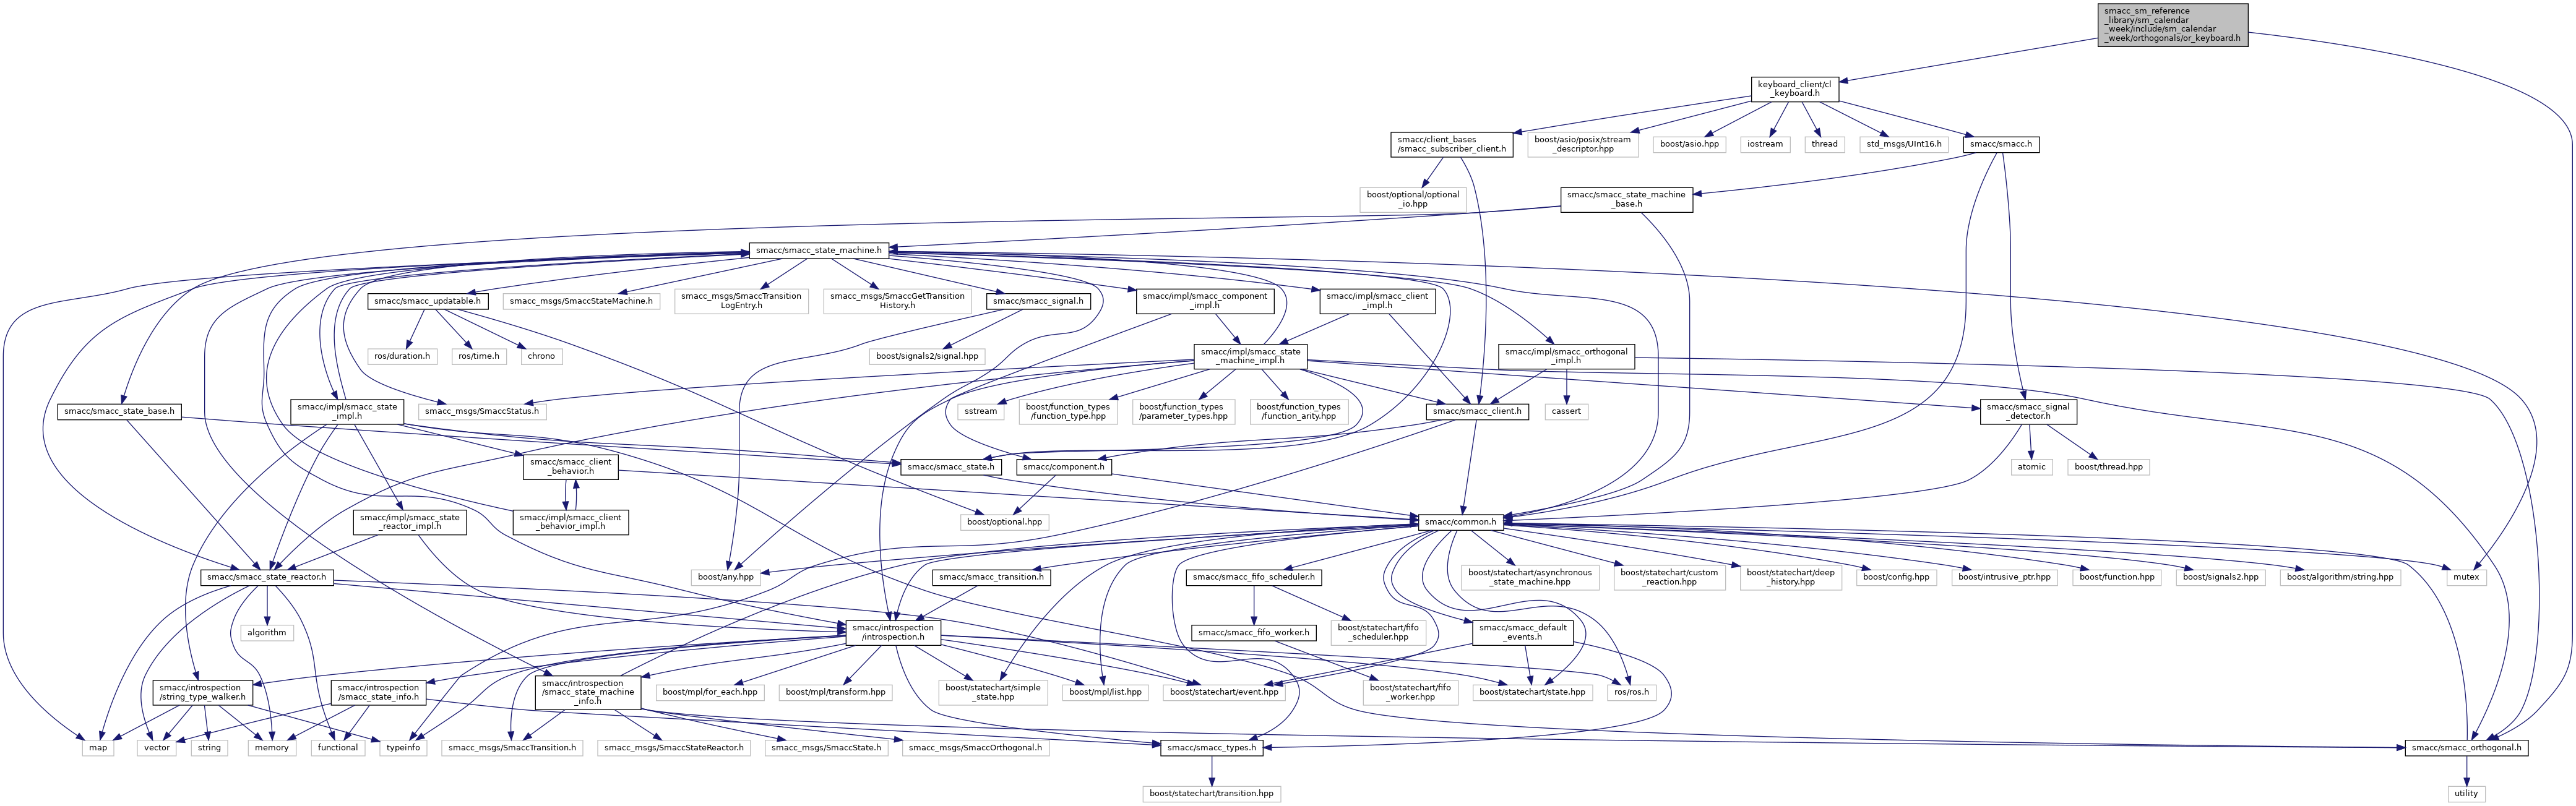 smacc_sm_reference
_library/sm_calendar
_week/include/sm_calendar
_week/orthogonals/or_keyboard.h
keyboard_client/cl
_keyboard.h
smacc/client_bases
/smacc_subscriber_client.h
boost/asio/posix/stream
_descriptor.hpp
boost/asio.hpp
iostream
thread
std_msgs/UInt16.h
smacc/smacc.h
boost/optional/optional
_io.hpp
smacc/smacc_state_machine
_base.h
smacc/smacc_state_machine.h
smacc/smacc_updatable.h
smacc_msgs/SmaccStateMachine.h
smacc_msgs/SmaccTransition
LogEntry.h
smacc_msgs/SmaccGetTransition
History.h
smacc/smacc_signal.h
smacc/impl/smacc_component
_impl.h
smacc/impl/smacc_client
_impl.h
ros/duration.h
ros/time.h
chrono
boost/signals2/signal.hpp
smacc/impl/smacc_state
_machine_impl.h
smacc/impl/smacc_orthogonal
_impl.h
smacc/smacc_state_base.h
smacc/impl/smacc_state
_impl.h
smacc_msgs/SmaccStatus.h
sstream
boost/function_types
/function_type.hpp
boost/function_types
/parameter_types.hpp
boost/function_types
/function_arity.hpp
smacc/smacc_client.h
cassert
smacc/smacc_signal
_detector.h
smacc/smacc_client
_behavior.h
smacc/smacc_state.h
smacc/component.h
atomic
boost/thread.hpp
smacc/impl/smacc_state
_reactor_impl.h
smacc/impl/smacc_client
_behavior_impl.h
boost/optional.hpp
smacc/common.h
smacc/smacc_state_reactor.h
boost/any.hpp
smacc/smacc_transition.h
smacc/smacc_fifo_scheduler.h
boost/statechart/asynchronous
_state_machine.hpp
boost/statechart/custom
_reaction.hpp
boost/statechart/deep
_history.hpp
boost/config.hpp
boost/intrusive_ptr.hpp
boost/function.hpp
boost/signals2.hpp
boost/algorithm/string.hpp
mutex
algorithm
smacc/introspection
/introspection.h
smacc/smacc_fifo_worker.h
boost/statechart/fifo
_scheduler.hpp
smacc/smacc_default
_events.h
smacc/introspection
/string_type_walker.h
smacc/introspection
/smacc_state_info.h
smacc/introspection
/smacc_state_machine
_info.h
boost/mpl/for_each.hpp
boost/mpl/transform.hpp
boost/statechart/simple
_state.hpp
boost/mpl/list.hpp
boost/statechart/event.hpp
boost/statechart/fifo
_worker.hpp
boost/statechart/state.hpp
ros/ros.h
map
vector
string
memory
functional
typeinfo
smacc_msgs/SmaccTransition.h
smacc_msgs/SmaccStateReactor.h
smacc_msgs/SmaccState.h
smacc_msgs/SmaccOrthogonal.h
smacc/smacc_types.h
smacc/smacc_orthogonal.h
boost/statechart/transition.hpp
utility